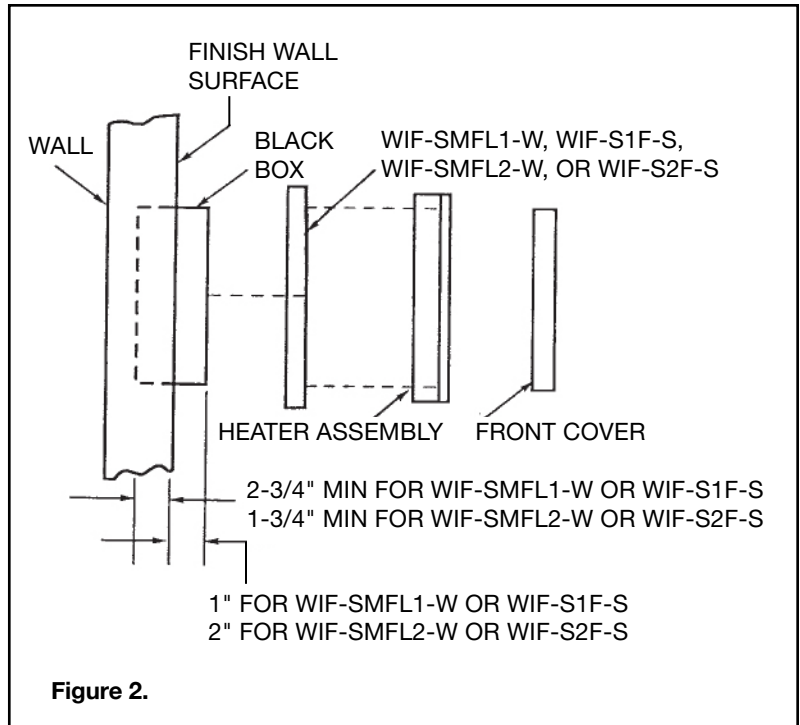 FINISH WALL
SURFACE
WALL
BLACK
BOX
WIF-SMFL1-W, WIF-S1F-S,
WIF-SMFL2-W, OR WIF-S2F-S
HEATER ASSEMBLY
FRONT COVER
2-3/4" MIN FOR WIF-SMFL1-W OR WIF-S1F-S
1-3/4" MIN FOR WIF-SMFL2-W OR WIF-S2F-S
1" FOR WIF-SMFL1-W OR WIF-S1F-S
2" FOR WIF-SMFL2-W OR WIF-S2F-S
Figure 2.